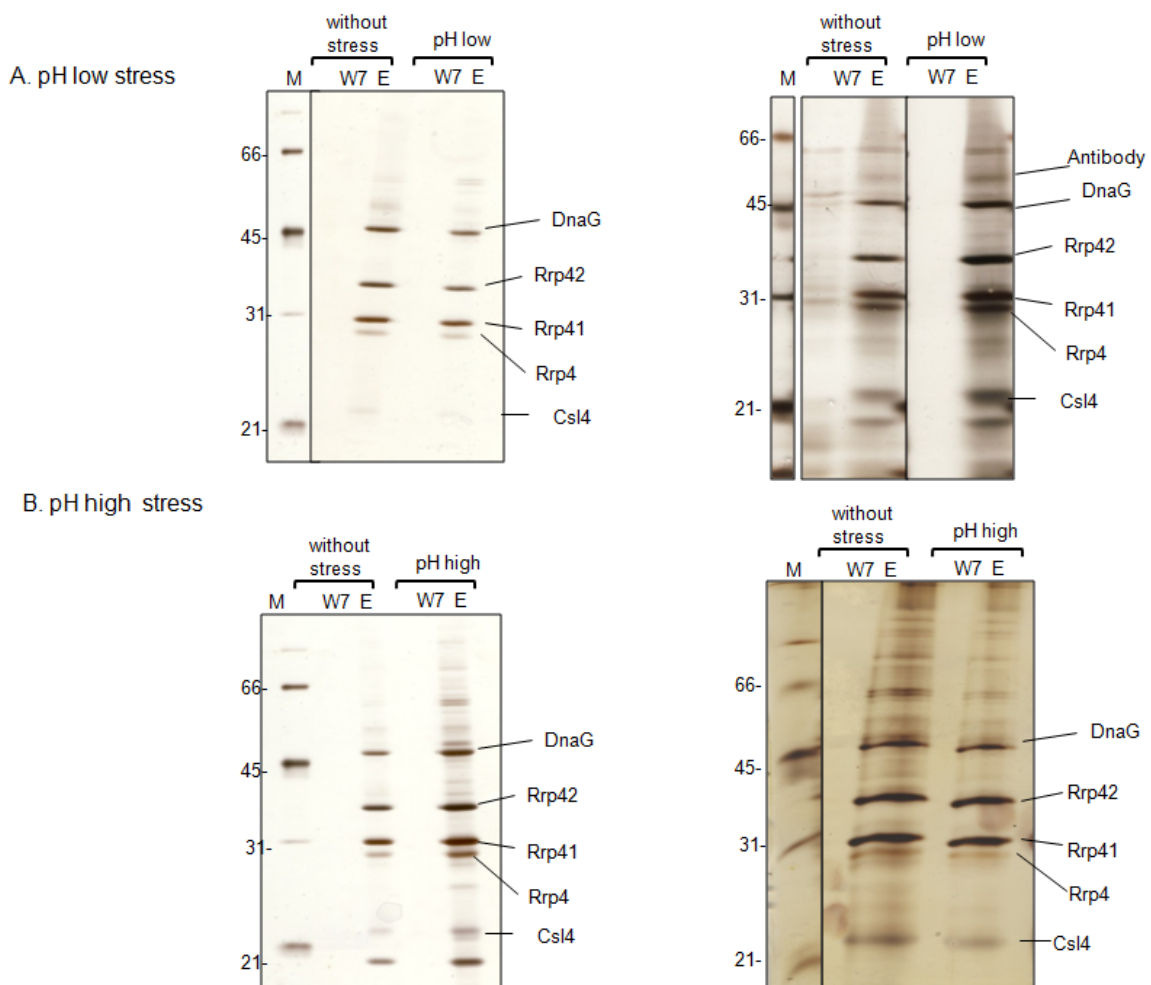 without
stress
pH low
A. pH low stress
M
W7 E
W7 E
66-
45-
31-
21-
DnaG
Rrp42
Rrp41
Rrp4
Csl4
without
stress
pH low
M
W7 E
W7 E
66-
45-
31-
21-
Antibody
DnaG
Rrp42
Rrp41
Rrp4
Csl4
B. pH high stress
without
stress
pH high
M
W7 E
W7 E
66-
45-
31-
21-
DnaG
Rrp42
Rrp41
Rrp4
Csl4
without
stress
pH high
M
W7 E
W7 E
66-
45-
31-
21-
DnaG
Rrp42
Rrp41
Rrp4
Csl4